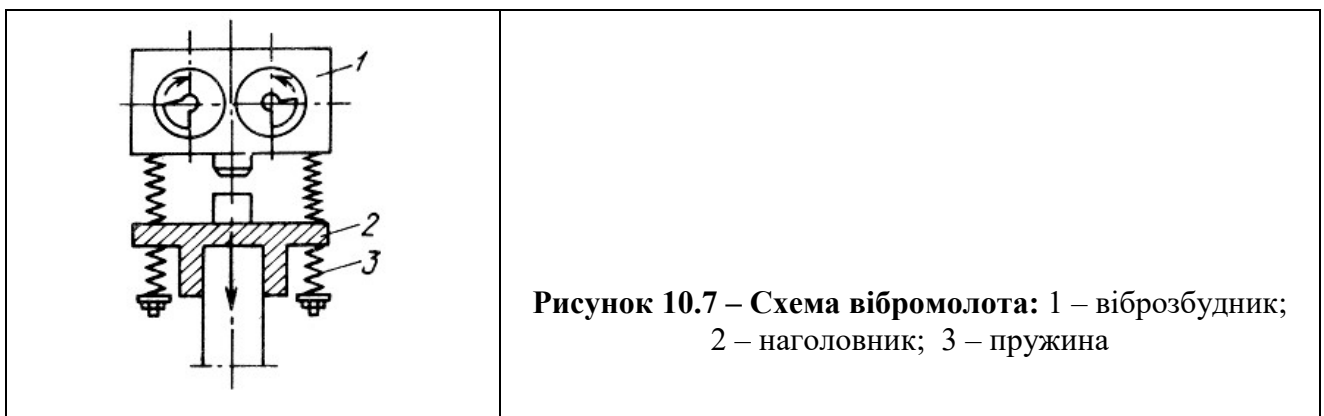 1
2
3
Рисунок 10.7 – Схема вібромолота: 1 – віброзбудник;
2 – наголовник; 3 – пружина